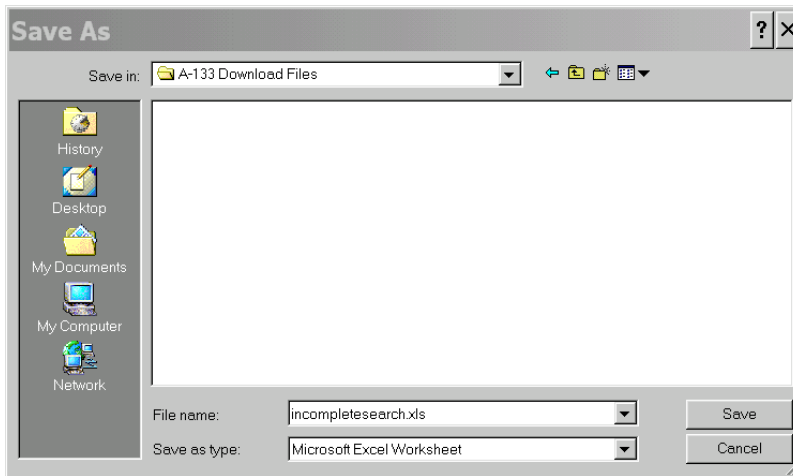 Save As
?
Save in: A-133 Download Files
History
Desktop
My Documents
My Computer
Network
File name: incompletesearch.xls Save
Save as type: Microsoft Excel Worksheet Cancel